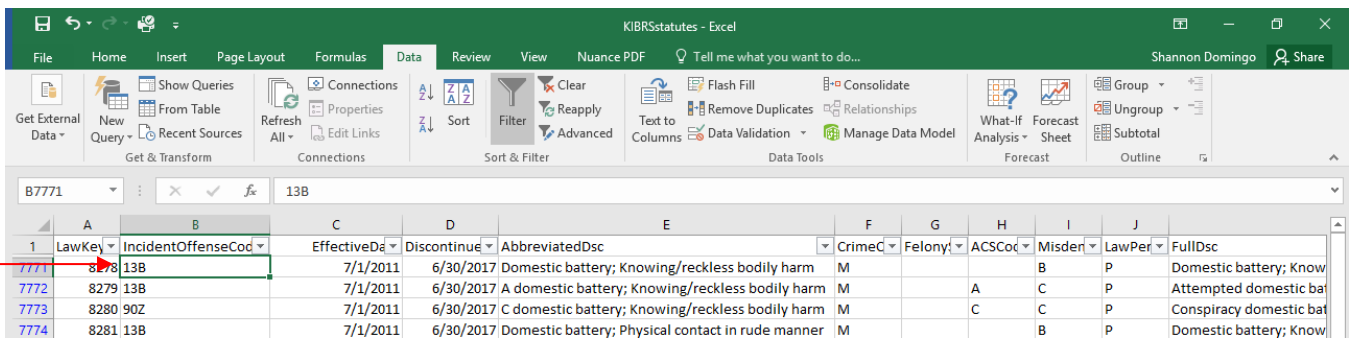 KIBRSstatutes - Excel
File Home Insert Page Layout Formulas Data Review View Nuance PDF Tell me what you want to do... Shannon Domingo Share
Get External Data
New Query
Show Queries
From Table
Recent Sources
Get & Transform
Refresh All
Connections
Properties
Edit Links
Connections
A Z
Z A
Z A
A Z
Sort
Filter
Clear
Reapply
Advanced
Sort & Filter
Text to Columns
Flash Fill
Remove Duplicates
Data Validation
Consolidate
Relationships
Manage Data Model
Data Tools
What-If Analysis
Forecast Sheet
Forecast
Group
Ungroup
Subtotal
Outline
B7771 fx 13B
A B C D E F G H I J
1 LawKey IncidentOffenseCod EffectiveDa Discontinue AbbreviatedDsc CrimeC FelonyS ACSCod Misden LawPer FullDsc
7771 8278 13B 7/1/2011 6/30/2017 Domestic battery; Knowing/reckless bodily harm M B P Domestic battery; Know
7772 8279 13B 7/1/2011 6/30/2017 A domestic battery; Knowing/reckless bodily harm M A C P Attempted domestic bat
7773 8280 90Z 7/1/2011 6/30/2017 C domestic battery; Knowing/reckless bodily harm M C C P Conspiracy domestic bat
7774 8281 13B 7/1/2011 6/30/2017 Domestic battery; Physical contact in rude manner M B P Domestic battery; Know